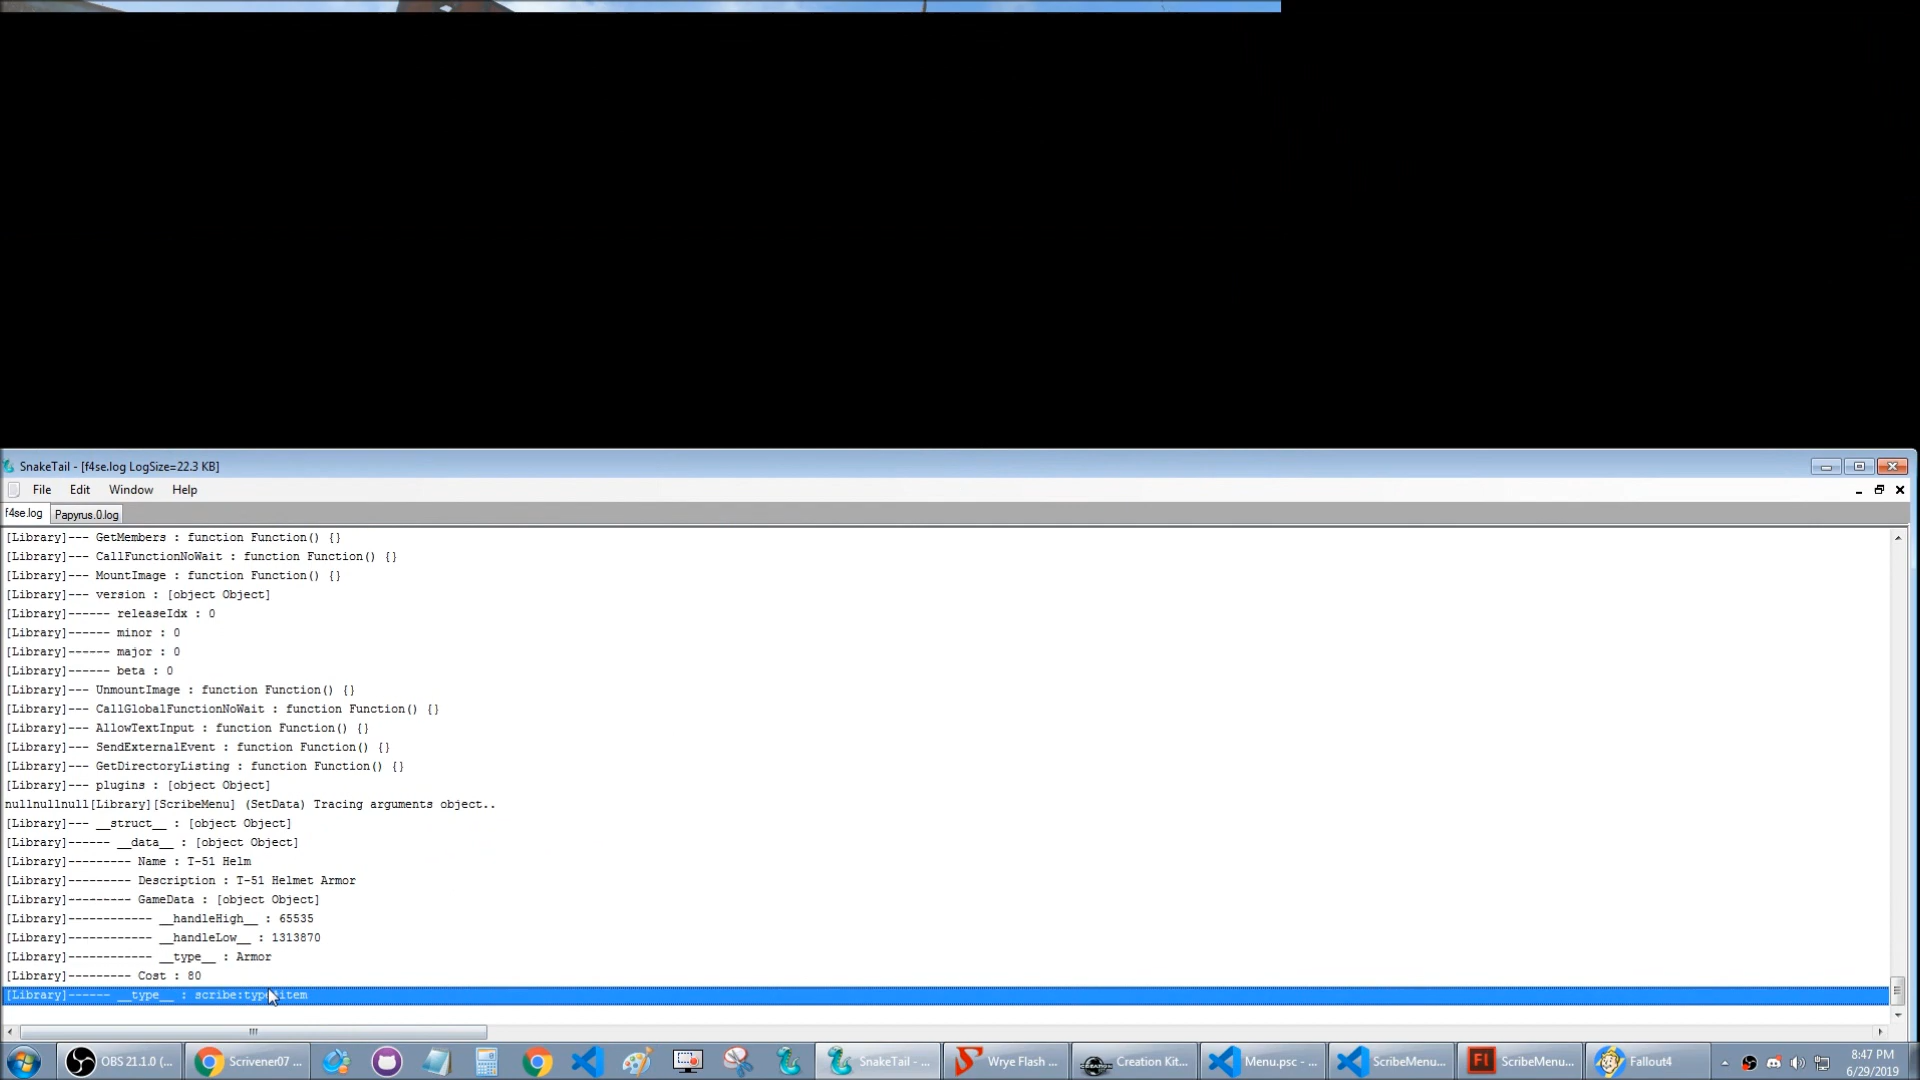 SnakeTail - [f4se.log LogSize=22.3 KB]
File Edit Window Help
f4se.log Papyrus.0.log
[Library]--- GetMembers : function Function() {}
[Library]--- CallFunctionNoWait : function Function() {}
[Library]--- MountImage : function Function() {}
[Library]--- version : [object Object]
[Library]------ releaseIdx : 0
[Library]------ minor : 0
[Library]------ major : 0
[Library]------ beta : 0
[Library]--- UnmountImage : function Function() {}
[Library]--- CallGlobalFunctionNoWait : function Function() {}
[Library]--- AllowTextInput : function Function() {}
[Library]--- SendExternalEvent : function Function() {}
[Library]--- GetDirectoryListing : function Function() {}
[Library]--- plugins : [object Object]
nullnullnull[Library][ScribeMenu] (SetData) Tracing arguments object..
[Library]--- __struct__ : [object Object]
[Library]------ __data__ : [object Object]
[Library]--------- Name : T-51 Helm
[Library]--------- Description : T-51 Helmet Armor
[Library]--------- GameData : [object Object]
[Library]------------ __handleHigh__ : 65535
[Library]------------ __handleLow__ : 1313870
[Library]------------ __type__ : Armor
[Library]--------- Cost : 80
[Library]------ __type__ :
OBS 21.1.0 (... Scrivener07 ... SnakeTail - ... Wrye Flash ... Creation Kit... Menu.psc - ... ScribeMenu... Fl ScribeMenu... Fallout4 8:47 PM
6/29/2019